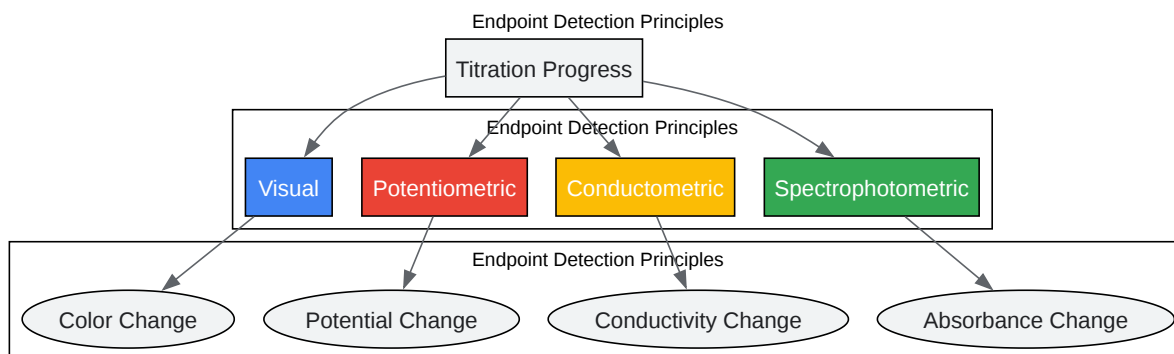 Endpoint Detection Principles
Titration Progress
Endpoint Detection Principles
Visual
Potentiometric
Conductometric
Spectrophotometric
Endpoint Detection Principles
Color Change
Potential Change
Conductivity Change
Absorbance Change